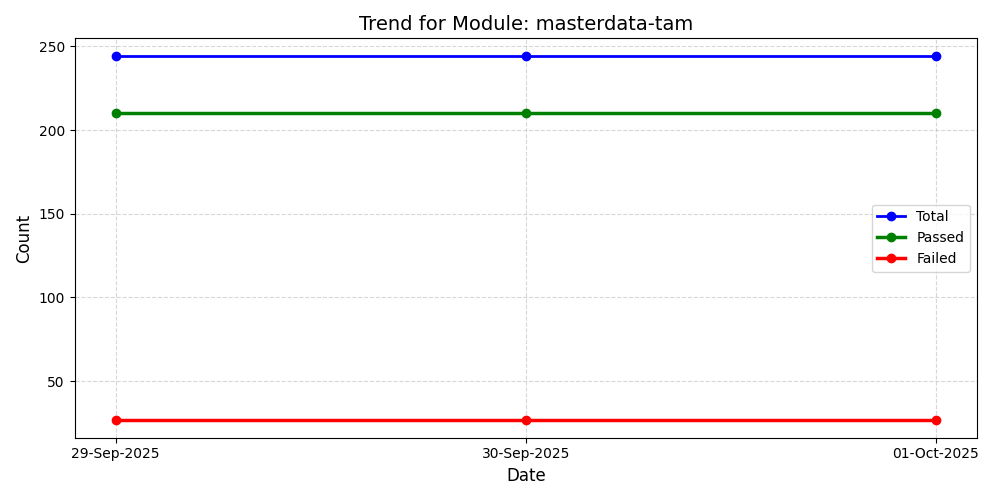 Trend for Module: masterdata-tam
250
200
150
100
50
Count
Total
Passed
Failed
29-Sep-2025
30-Sep-2025
01-Oct-2025
Date